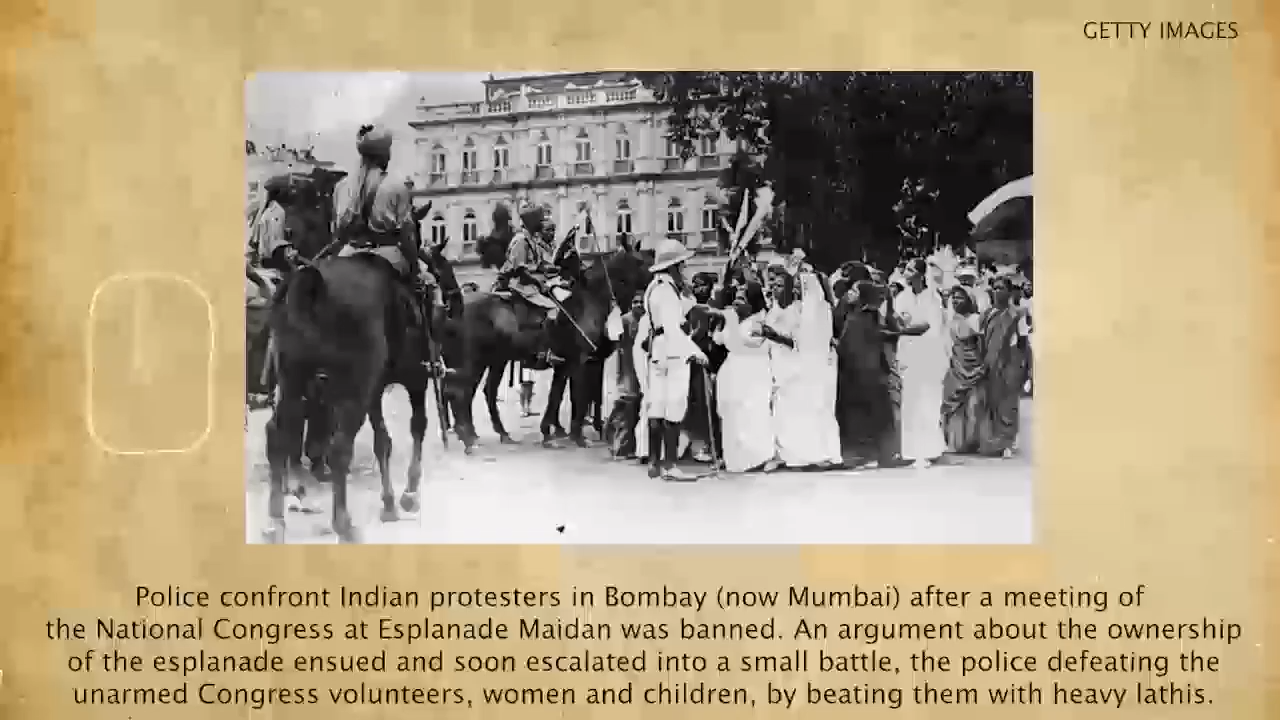 GETTY IMAGES
Police confront Indian protesters in Bombay (now Mumbai) after a meeting of
the National Congress at Esplanade Maidan was banned. An argument about the ownership
of the esplanade ensued and soon escalated into a small battle, the police defeating the
unarmed Congress volunteers, women and children, by beating them with heavy lathis.